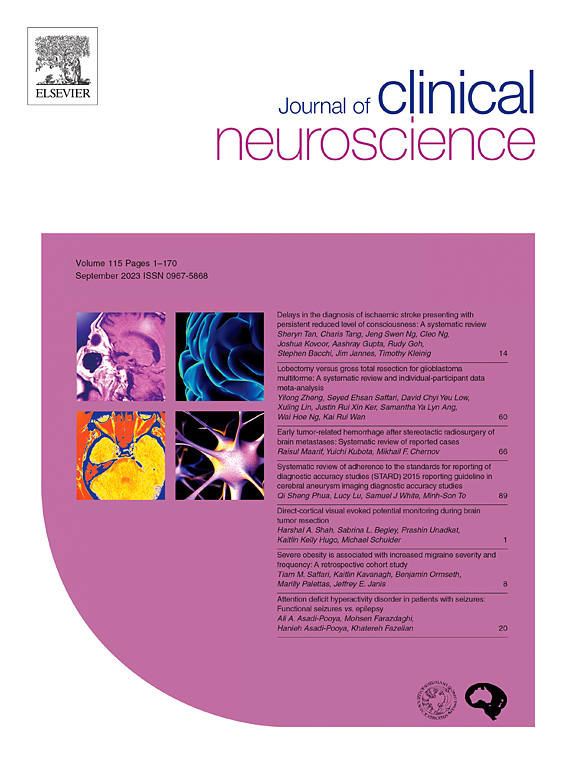 ELSEVIER
Journal of clinical
neuroscience
Volume 115 Pages 1–170
September 2023 ISSN 0967-5868
Delays in the diagnosis of ischaemic stroke presenting with
persistent reduced level of consciousness: A systematic review
Sheryn Tan, Charis Tang, Jeng Swen Ng, Cleo Ng,
Joshua Kovoor, Aashray Gupta, Rudy Goh,
Stephen Bacchi, Jim Jannes, Timothy Kleinig 14
Lobectomy versus gross total resection for glioblastoma
multiforme: A systematic review and individual-participant data
meta-analysis
Yilong Zheng, Seyed Ehsan Saffari, David Chyi Yeu Low,
Xuling Lin, Justin Rui Xin Ker, Samantha Ya Lyn Ang,
Wai Hoe Ng, Kai Rui Wan 60
Early tumor-related hemorrhage after stereotactic radiosurgery of
brain metastases: Systematic review of reported cases
Raisul Maarif, Yuichi Kubota, Mikhail F. Chernov 66
Systematic review of adherence to the standards for reporting of
diagnostic accuracy studies (STARD) 2015 reporting guideline in
cerebral aneurysm imaging diagnostic accuracy studies
Qi Sheng Phua, Lucy Lu, Samuel J White, Minh-Son To 89
Direct-cortical visual evoked potential monitoring during brain
tumor resection
Harshal A. Shah, Sabrina L. Begley, Prashin Unadkat,
Kaitlin Kelly Hugo, Michael Schulder 1
Severe obesity is associated with increased migraine severity and
frequency: A retrospective cohort study
Tiam M. Saffari, Kaitlin Kavanagh, Benjamin Ormseth,
Marilly Palettas, Jeffrey E. Janis 8
Attention deficit hyperactivity disorder in patients with seizures:
Functional seizures vs. epilepsy
Ali A. Asadi-Pooya, Mohsen Farazdaghi,
Hanieh Asadi-Pooya, Khatereh Fazelian 20